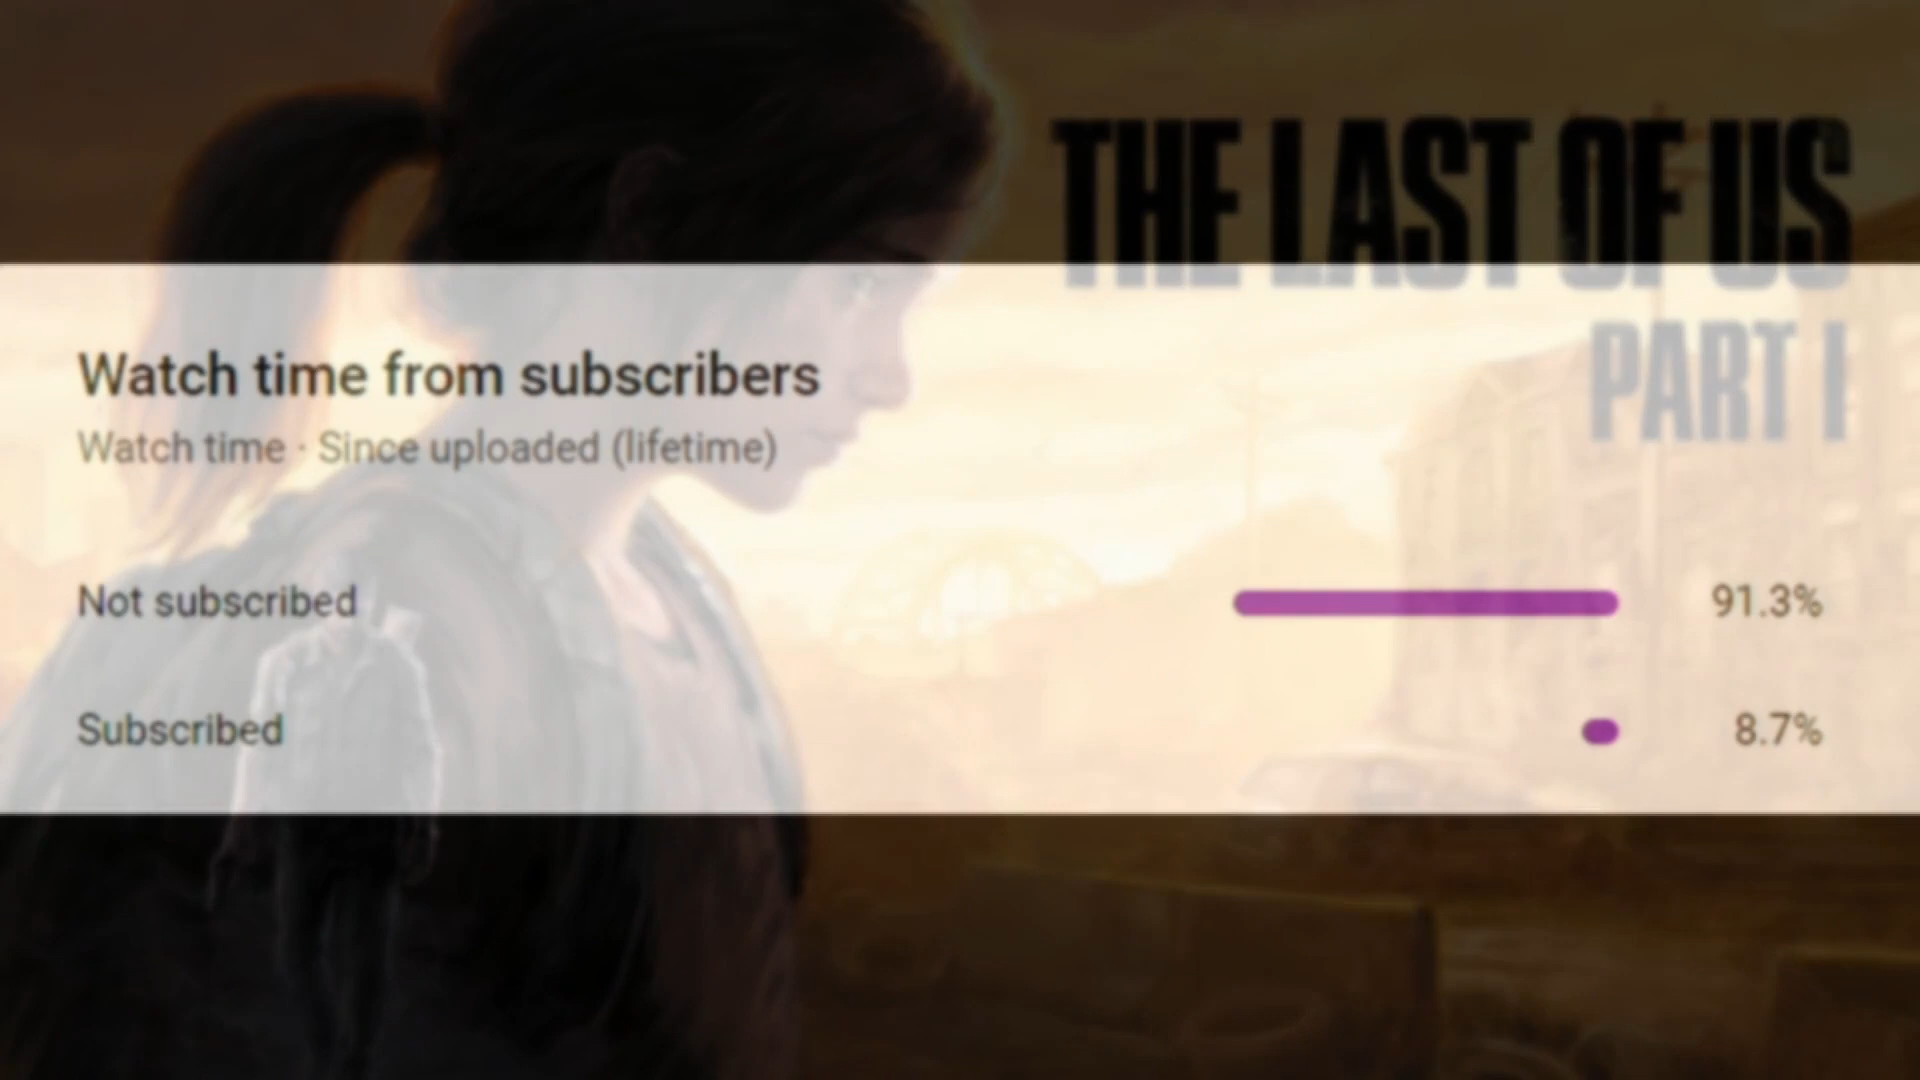 THE LAST OF US
PART I
Watch time from subscribers
Watch time · Since uploaded (lifetime)
Not subscribed 91.3%
Subscribed 8.7%